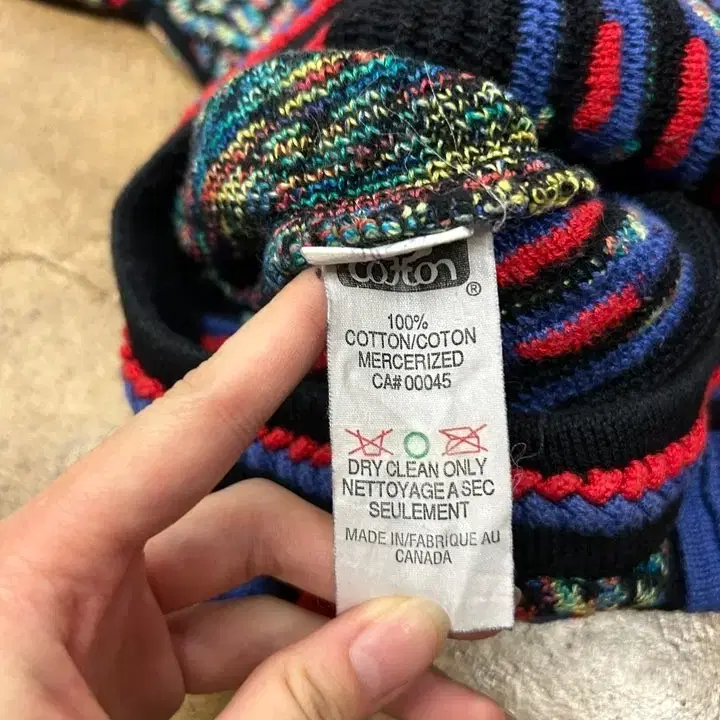 cotton
®
100%
COTTON/COTON
MERCERIZED
CA# 00045
DRY CLEAN ONLY
NETTOYAGE A SEC
SEULEMENT
MADE IN/FABRIQUE AU
CANADA